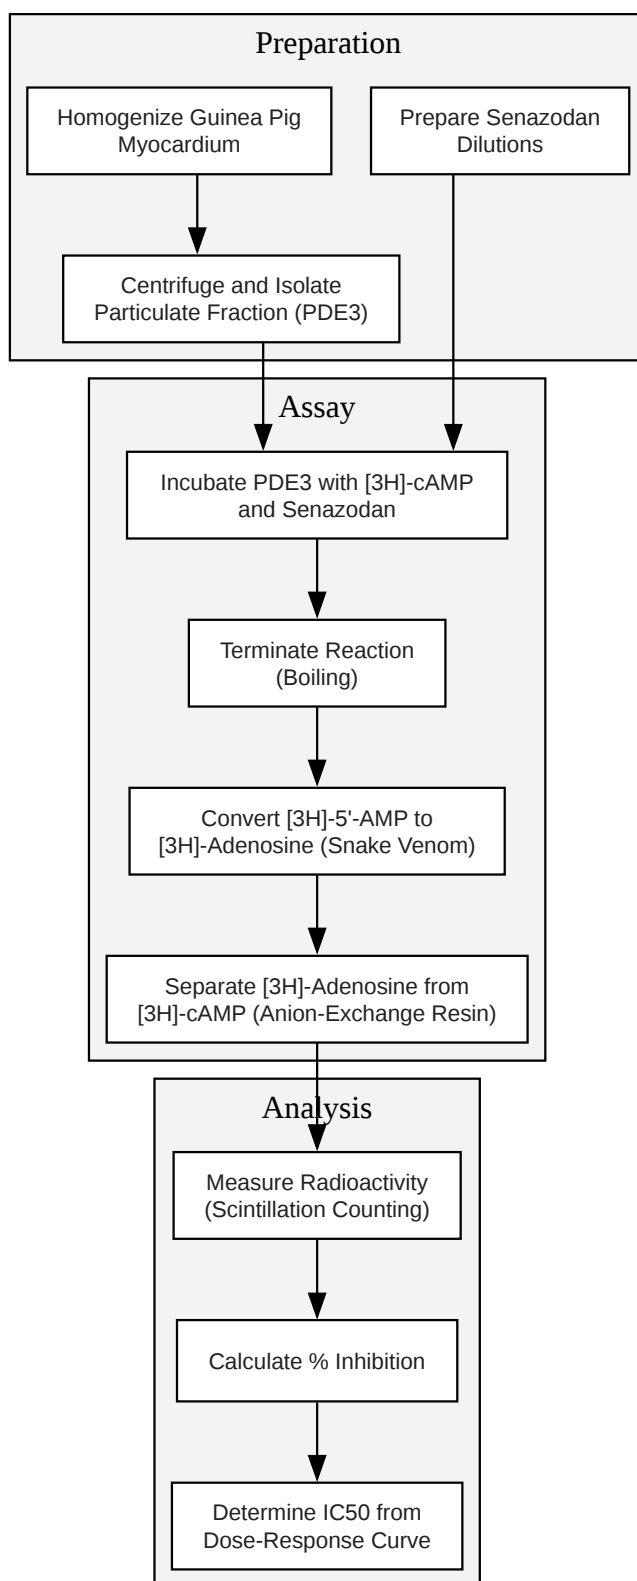 Preparation
Homogenize Guinea Pig
Myocardium
Prepare Senazodan
Dilutions
Centrifuge and Isolate
Particulate Fraction (PDE3)
Assay
Incubate PDE3 with [3H]-cAMP
and Senazodan
Terminate Reaction
(Boiling)
Convert [3H]-5'-AMP to
[3H]-Adenosine (Snake Venom)
Separate [3H]-Adenosine from
[3H]-cAMP (Anion-Exchange Resin)
Analysis
Measure Radioactivity
(Scintillation Counting)
Calculate % Inhibition
Determine IC50 from
Dose-Response Curve